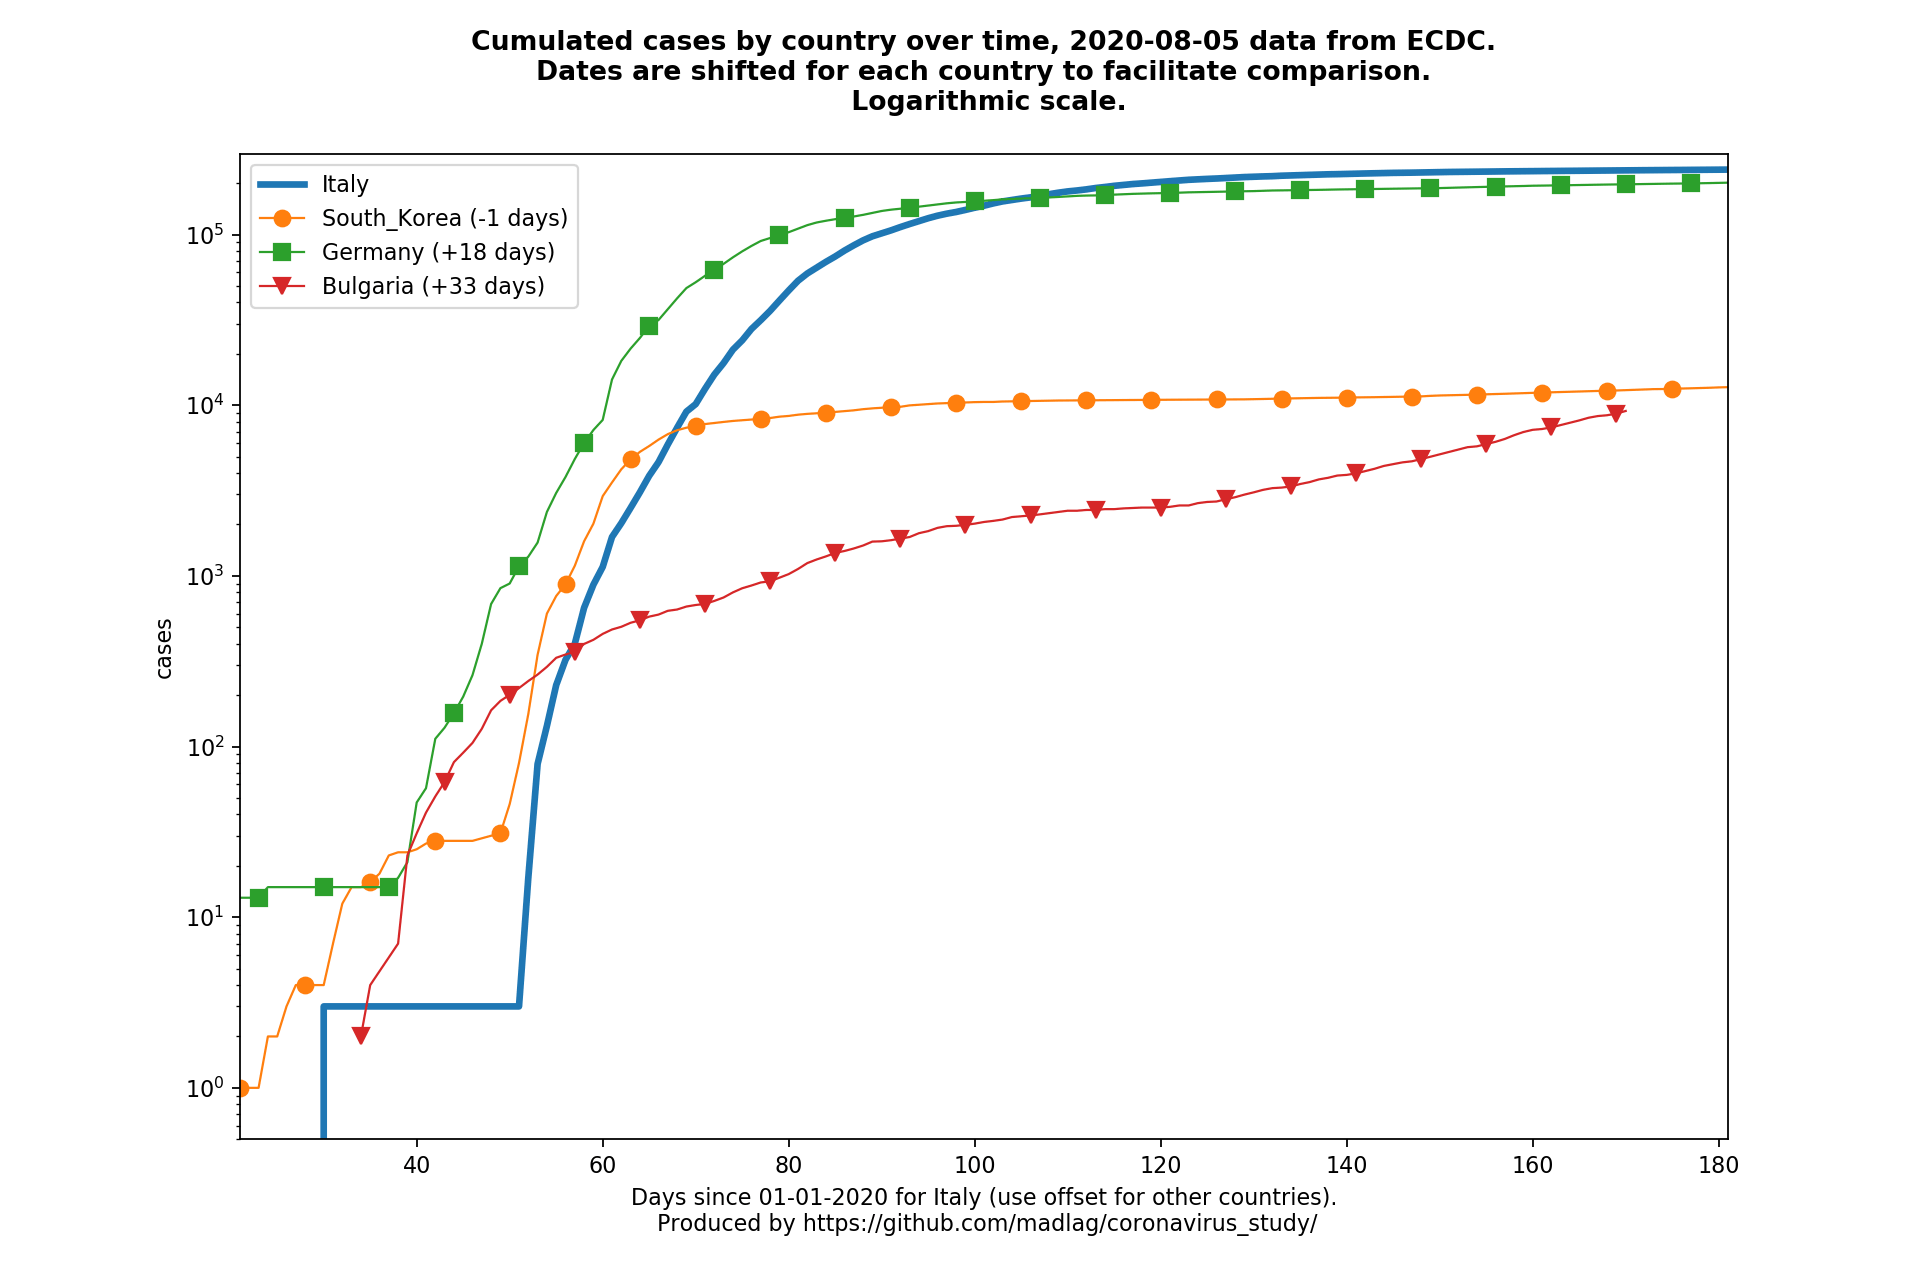 Cumulated cases by country over time, 2020-08-05 data from ECDC.
Dates are shifted for each country to facilitate comparison.
Logarithmic scale.
Italy
South_Korea (-1 days)
Germany (+18 days)
Bulgaria (+33 days)
10^5
10^4
10^3
10^2
10^1
10^0
cases
40 60 80 100 120 140 160 180
Days since 01-01-2020 for Italy (use offset for other countries).
Produced by https://github.com/madlag/coronavirus_study/